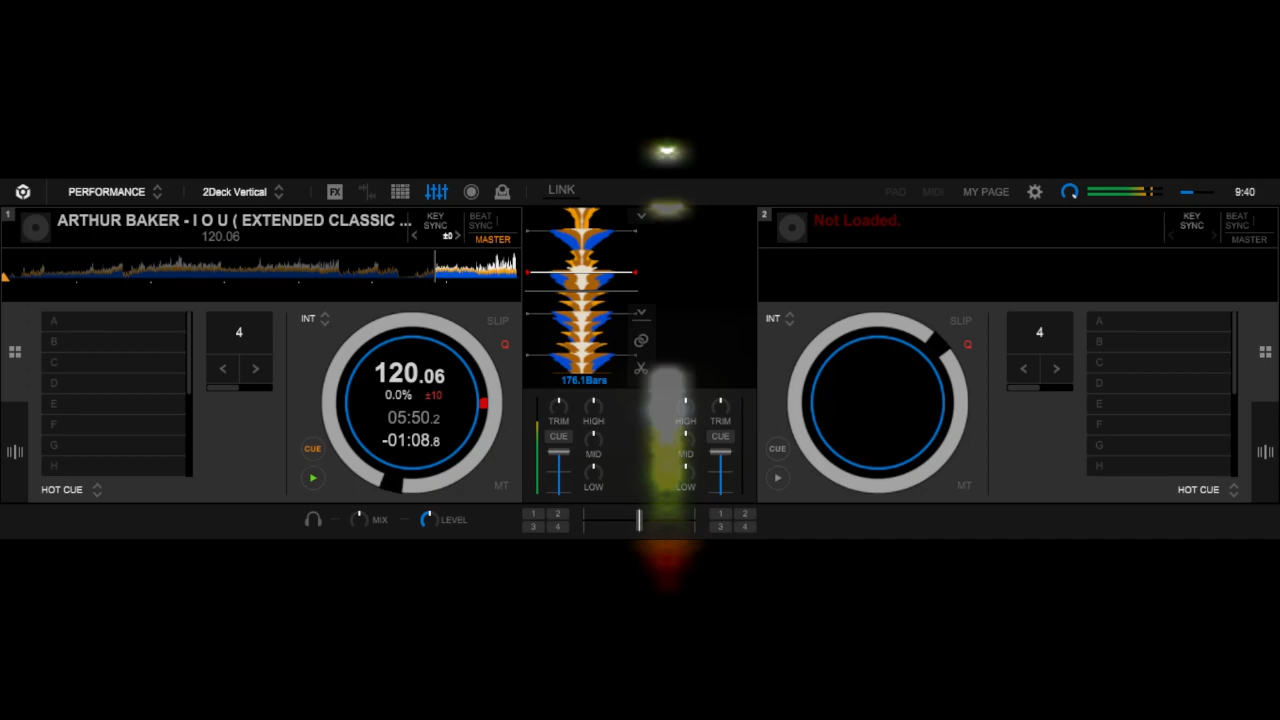 PERFORMANCE 2Deck Vertical FX LINK PAD MIDI MY PAGE 9:40
1 ARTHUR BAKER - I O U ( EXTENDED CLASSIC ...
120.06
KEY SYNC
±0
BEAT SYNC
MASTER
2 Not Loaded.
KEY SYNC
BEAT SYNC
MASTER
A
B
C
D
E
F
G
H
HOT CUE
4
INT
SLIP
Q
120.06
0.0% ±10
05:50.2
-01:08.8
CUE
MT
176.1Bars
TRIM HIGH HIGH TRIM
CUE MID MID CUE
LOW LOW
INT
SLIP
Q
CUE
MT
4
A
B
C
D
E
F
G
H
HOT CUE
MIX LEVEL
1 2
3 4
1 2
3 4